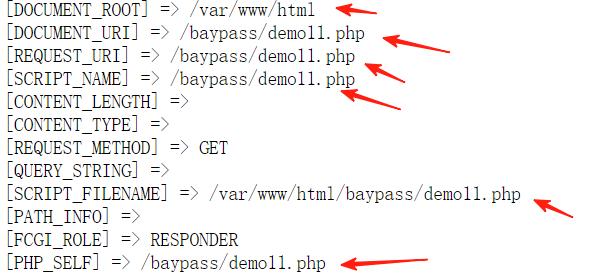 [DOCUMENT_ROOT] => /var/www/html
[DOCUMENT_URI] => /baypass/demo11.php
[REQUEST_URI] => /baypass/demo11.php
[SCRIPT_NAME] => /baypass/demo11.php
[CONTENT_LENGTH] =>
[CONTENT_TYPE] =>
[REQUEST_METHOD] => GET
[QUERY_STRING] =>
[SCRIPT_FILENAME] => /var/www/html/baypass/demo11.php
[PATH_INFO] =>
[FCGI_ROLE] => RESPONDER
[PHP_SELF] => /baypass/demo11.php